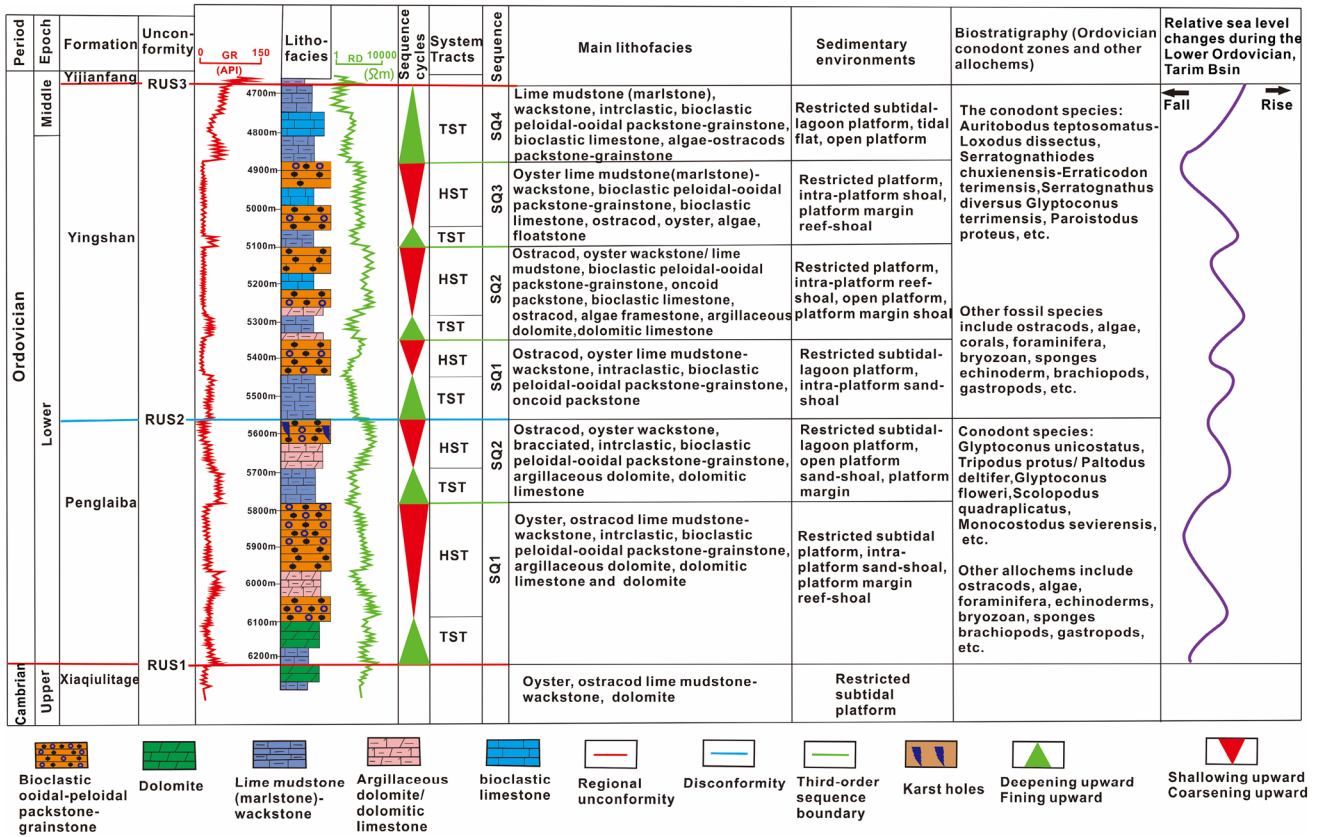 Period
Epoch
Formation
Uncon-
formity
0 150
GR
(API)
Litho-
facies
1 10000
RD
(Ωm)
Sequence
cycles
System
Tracts
Sequence
Main lithofacies
Sedimentary
environments
Biostratigraphy (Ordovician
conodont zones and other
allochems)
Relative sea level
changes during the
Lower Ordovician,
Tarim Bsin
Fall
Rise
Ordovician
Cambrian
Middle
Lower
Upper
Yijianfang
Yingshan
Penglaiba
Xiaqiulitage
RUS3
RUS2
RUS1
4700m
4800m
4900m
5000m
5100m
5200m
5300m
5400m
5500m
5600m
5700m
5800m
5900m
6000m
6100m
6200m
TST
SQ4
Lime mudstone (marlstone),
wackstone, intrclastic, bioclastic
peloidal-ooidal packstone-grainstone,
bioclastic limestone, algae-ostracods
packstone-grainstone
Restricted subtidal-
lagoon platform, tidal
flat, open platform
HST
TST
SQ3
Oyster lime mudstone(marlstone)-
wackstone, bioclastic peloidal-ooidal
packstone-grainstone, bioclastic
limestone, ostracod, oyster, algae,
floatstone
Restricted platform,
intra-platform shoal,
platform margin
reef-shoal
HST
TST
SQ2
Ostracod, oyster wackstone/ lime
mudstone, bioclastic peloidal-ooidal
packstone-grainstone, oncoid
packstone, bioclastic limestone,
ostracod, algae framestone, argillaceous
dolomite,dolomitic limestone
Restricted platform,
intra-platform reef-
shoal, open platform,
platform margin shoal
HST
TST
SQ1
Ostracod, oyster lime mudstone-
wackstone, intraclastic, bioclastic
peloidal-ooidal packstone-grainstone,
oncoid packstone
Restricted subtidal-
lagoon platform,
intra-platform sand-
shoal
The conodont species:
Auritobodus teptosomatus-
Loxodus dissectus,
Serratognathiodes
chuxienensis-Erraticodon
terimensis,Serratognathus
diversus Glyptoconus
terrimensis, Paroistodus
proteus, etc.
Other fossil species
include ostracods, algae,
corals, foraminifera,
bryozoan, sponges
echinoderm, brachiopods,
gastropods, etc.
HST
TST
SQ2
Ostracod, oyster wackstone,
bracciated, intrclastic, bioclastic
peloidal-ooidal packstone-grainstone,
argillaceous dolomite, dolomitic
limestone
Restricted subtidal-
lagoon platform,
open platform
sand-shoal, platform
margin
HST
TST
SQ1
Oyster, ostracod lime mudstone-
wackstone, intrclastic, bioclastic
peloidal-ooidal packstone-grainstone,
argillaceous dolomite, dolomitic
limestone and dolomite
Restricted subtidal
platform, intra-
platform sand-shoal,
platform margin
reef-shoal
Conodont species:
Glyptoconus unicostatus,
Tripodus protus/ Paltodus
deltifer,Glyptoconus
floweri,Scolopodus
quadraplicatus,
Monocostodus sevierensis,
etc.
Other allochems include
ostracods, algae,
foraminifera, echinoderms,
bryozoan, sponges
brachiopods, gastropods,
etc.
Oyster, ostracod lime mudstone-
wackstone, dolomite
Restricted
subtidal
platform
Bioclastic
ooidal-peloidal
packstone-
grainstone
Dolomite
Lime mudstone
(marlstone)-
wackstone
Argillaceous
dolomite/
dolomitic
limestone
bioclastic
limestone
Regional
unconformity
Disconformity
Third-order
sequence
boundary
Karst holes
Deepening upward
Fining upward
Shallowing upward
Coarsening upward